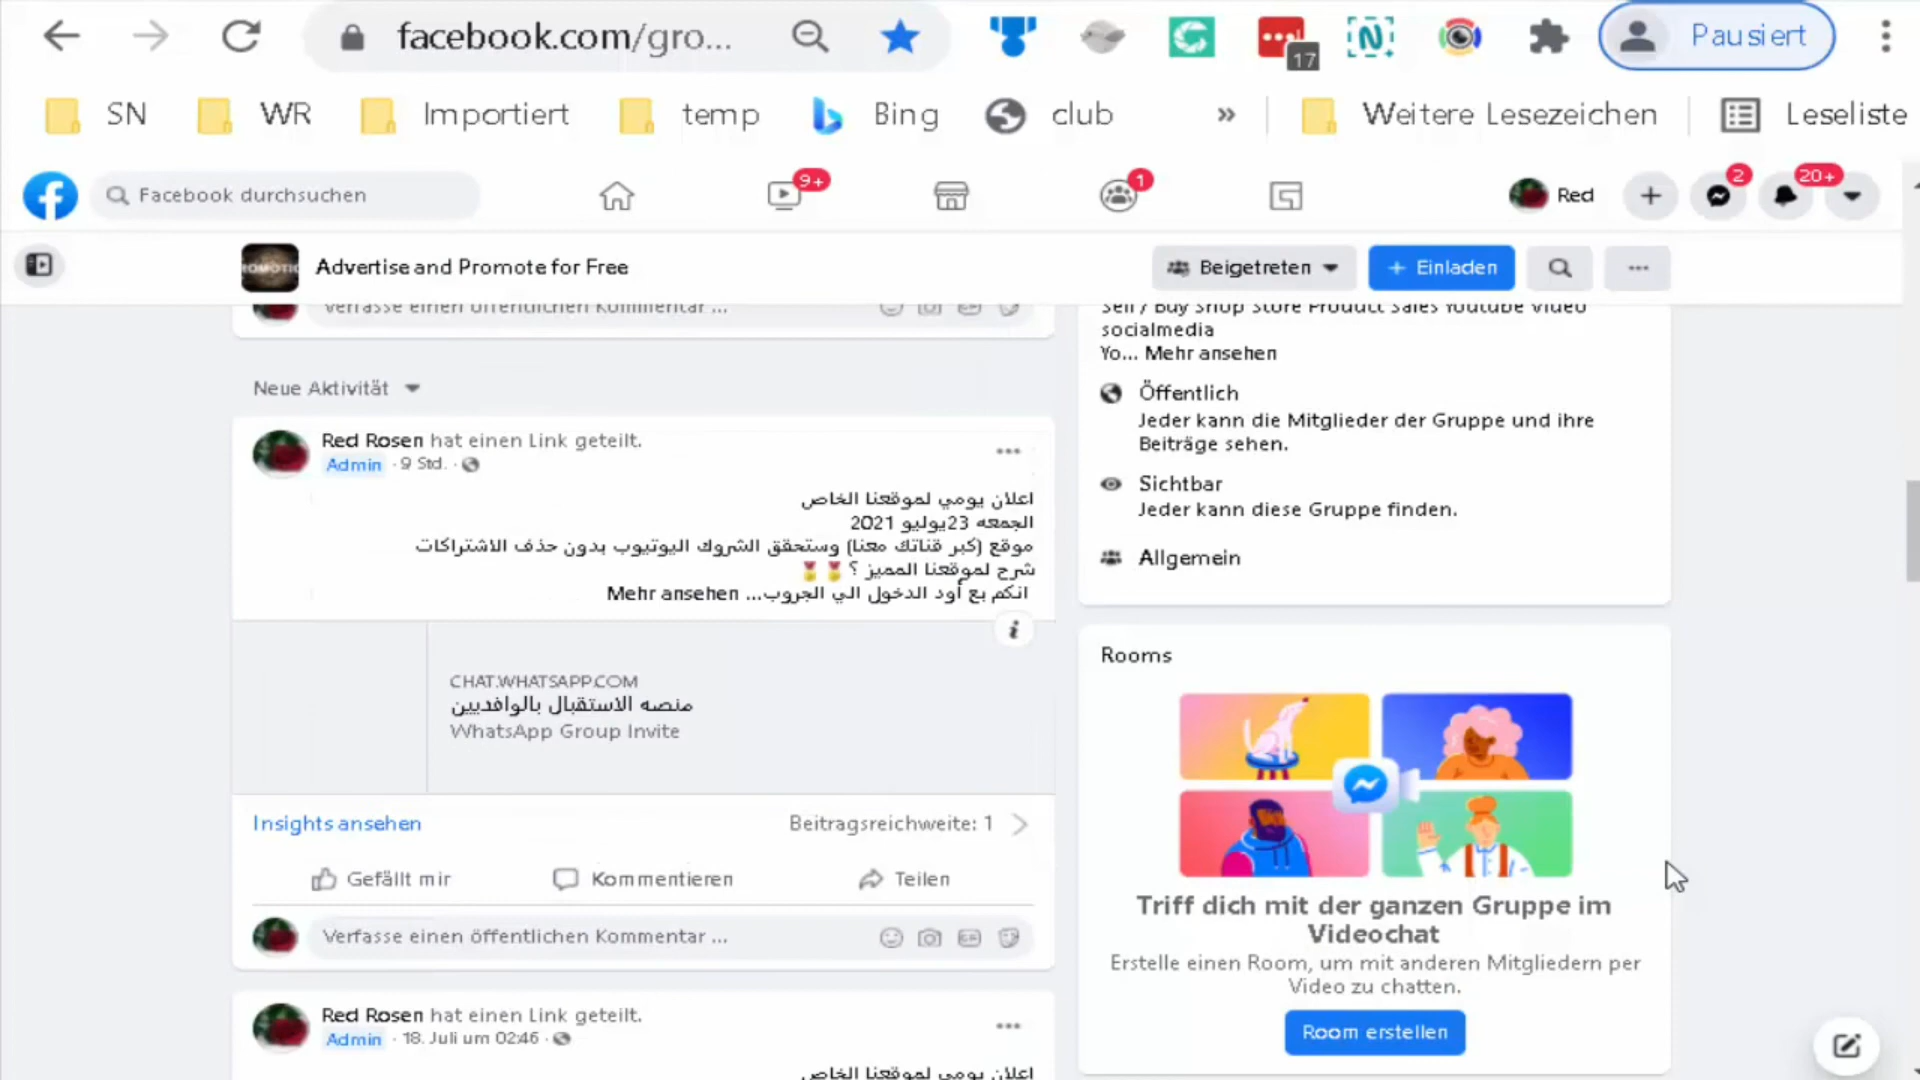 facebook.com/gro...
17
Pausiert
SN
WR
Importiert
temp
Bing
club
»
Weitere Lesezeichen
Leseliste
Facebook durchsuchen
9+
1
Red
2
20+
Advertise and Promote for Free
Beigetreten
+ Einladen
Verfasse einen öffentlichen Kommentar ...
Neue Aktivität
Red Rosen hat einen Link geteilt.
Admin · 9 Std. ·
اعلان يومي لموقعنا الخاص
الجمعه 23يوليو 2021
موقع (كبر قناتك معنا) وستحقق الشروك اليوتيوب بدون حذف الاشتراكات
شرح لموقعنا المميز ؟
انكم بع أود الدخول الي الجروب... Mehr ansehen
CHAT.WHATSAPP.COM
منصه الاستقبال بالوافديين
WhatsApp Group Invite
Insights ansehen
Beitragsreichweite: 1
Gefällt mir
Kommentieren
Teilen
Verfasse einen öffentlichen Kommentar ...
Red Rosen hat einen Link geteilt.
Admin · 18. Juli um 02:46 ·
اعلان يومي لموقعنا الخاص
Sell / Buy Shop Store Product Sales Youtube Video
socialmedia
Yo... Mehr ansehen
Öffentlich
Jeder kann die Mitglieder der Gruppe und ihre
Beiträge sehen.
Sichtbar
Jeder kann diese Gruppe finden.
Allgemein
Rooms
Triff dich mit der ganzen Gruppe im
Videochat
Erstelle einen Room, um mit anderen Mitgliedern per
Video zu chatten.
Room erstellen